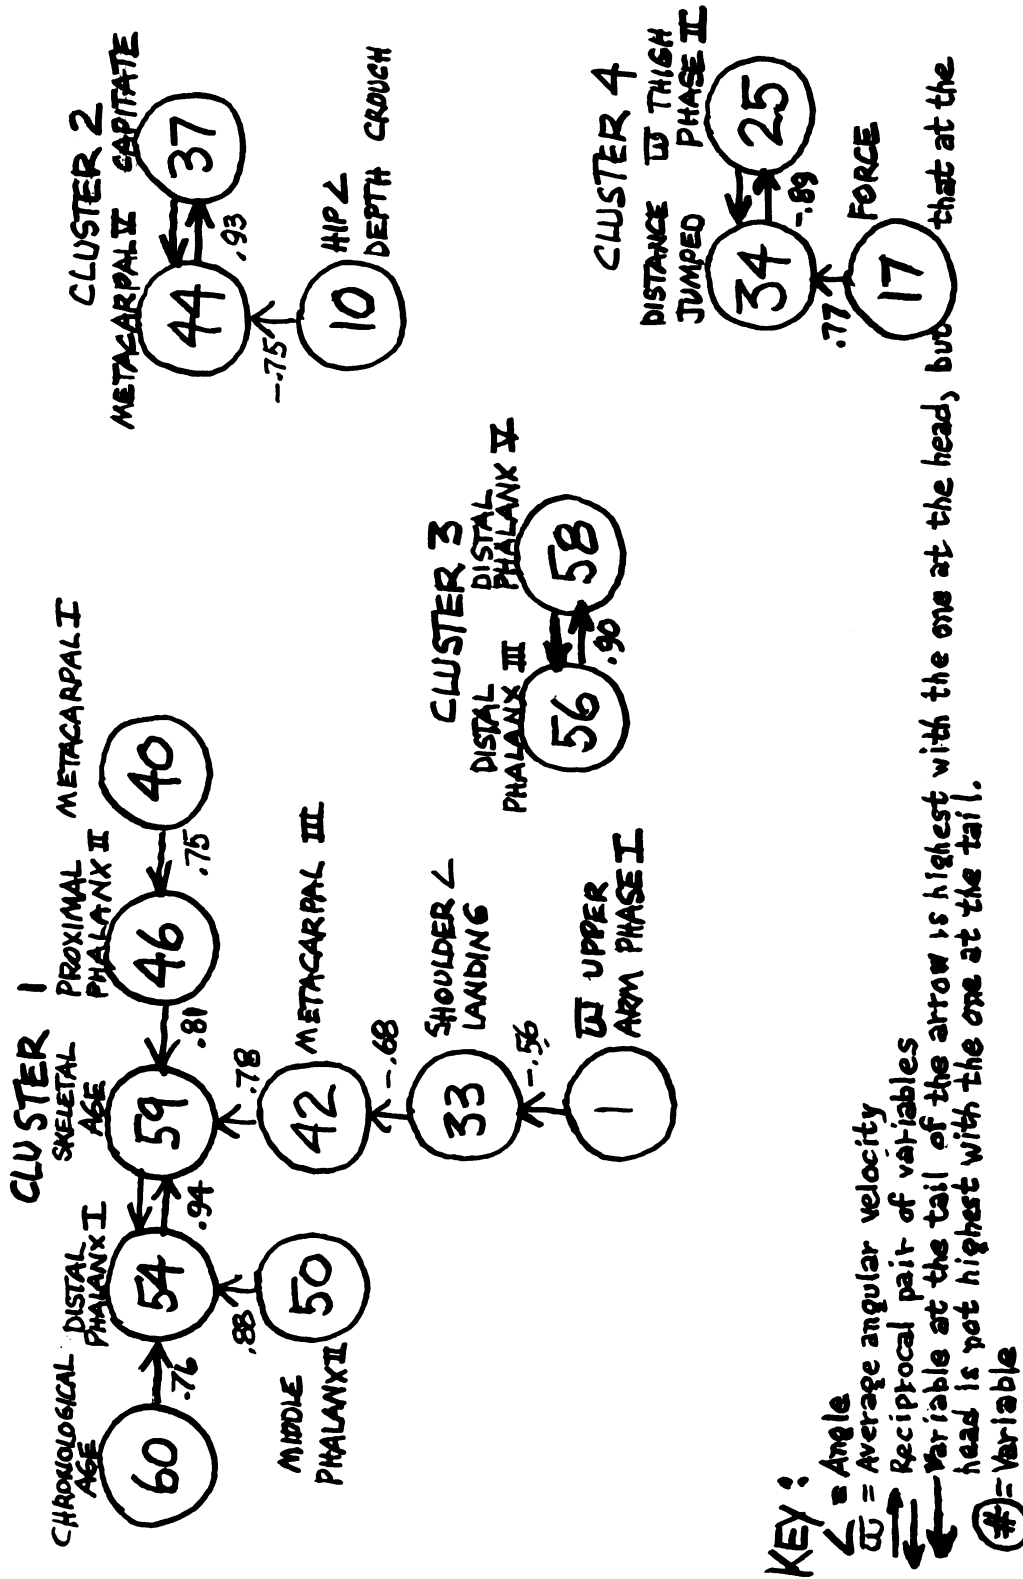 CLUSTER 1
CHRONOLOGICAL
AGE
60
.76
DISTAL
PHALANX I
54
.94
SKELETAL
AGE
59
.81
PROXIMAL
PHALANX II
46
.75
METACARPAL I
40
.88
50
MIDDLE
PHALANX II
.78
42
METACARPAL III
-.68
33
SHOULDER ∠
LANDING
-.56
1
ω̅ UPPER
ARM PHASE I
CLUSTER 2
METACARPAL V
CAPITATE
44
37
.93
-.75
10
HIP ∠
DEPTH CROUCH
CLUSTER 3
DISTAL
PHALANX III
DISTAL
PHALANX V
56
58
.90
CLUSTER 4
DISTANCE
JUMPED
ω̅ THIGH
PHASE II
34
25
-.89
.77
17
FORCE
KEY:
∠ = Angle
ω̅ = Average angular velocity
Reciprocal pair of variables
Variable at the tail of the arrow is highest with the one at the head, but that at the
head is not highest with the one at the tail.
# = Variable